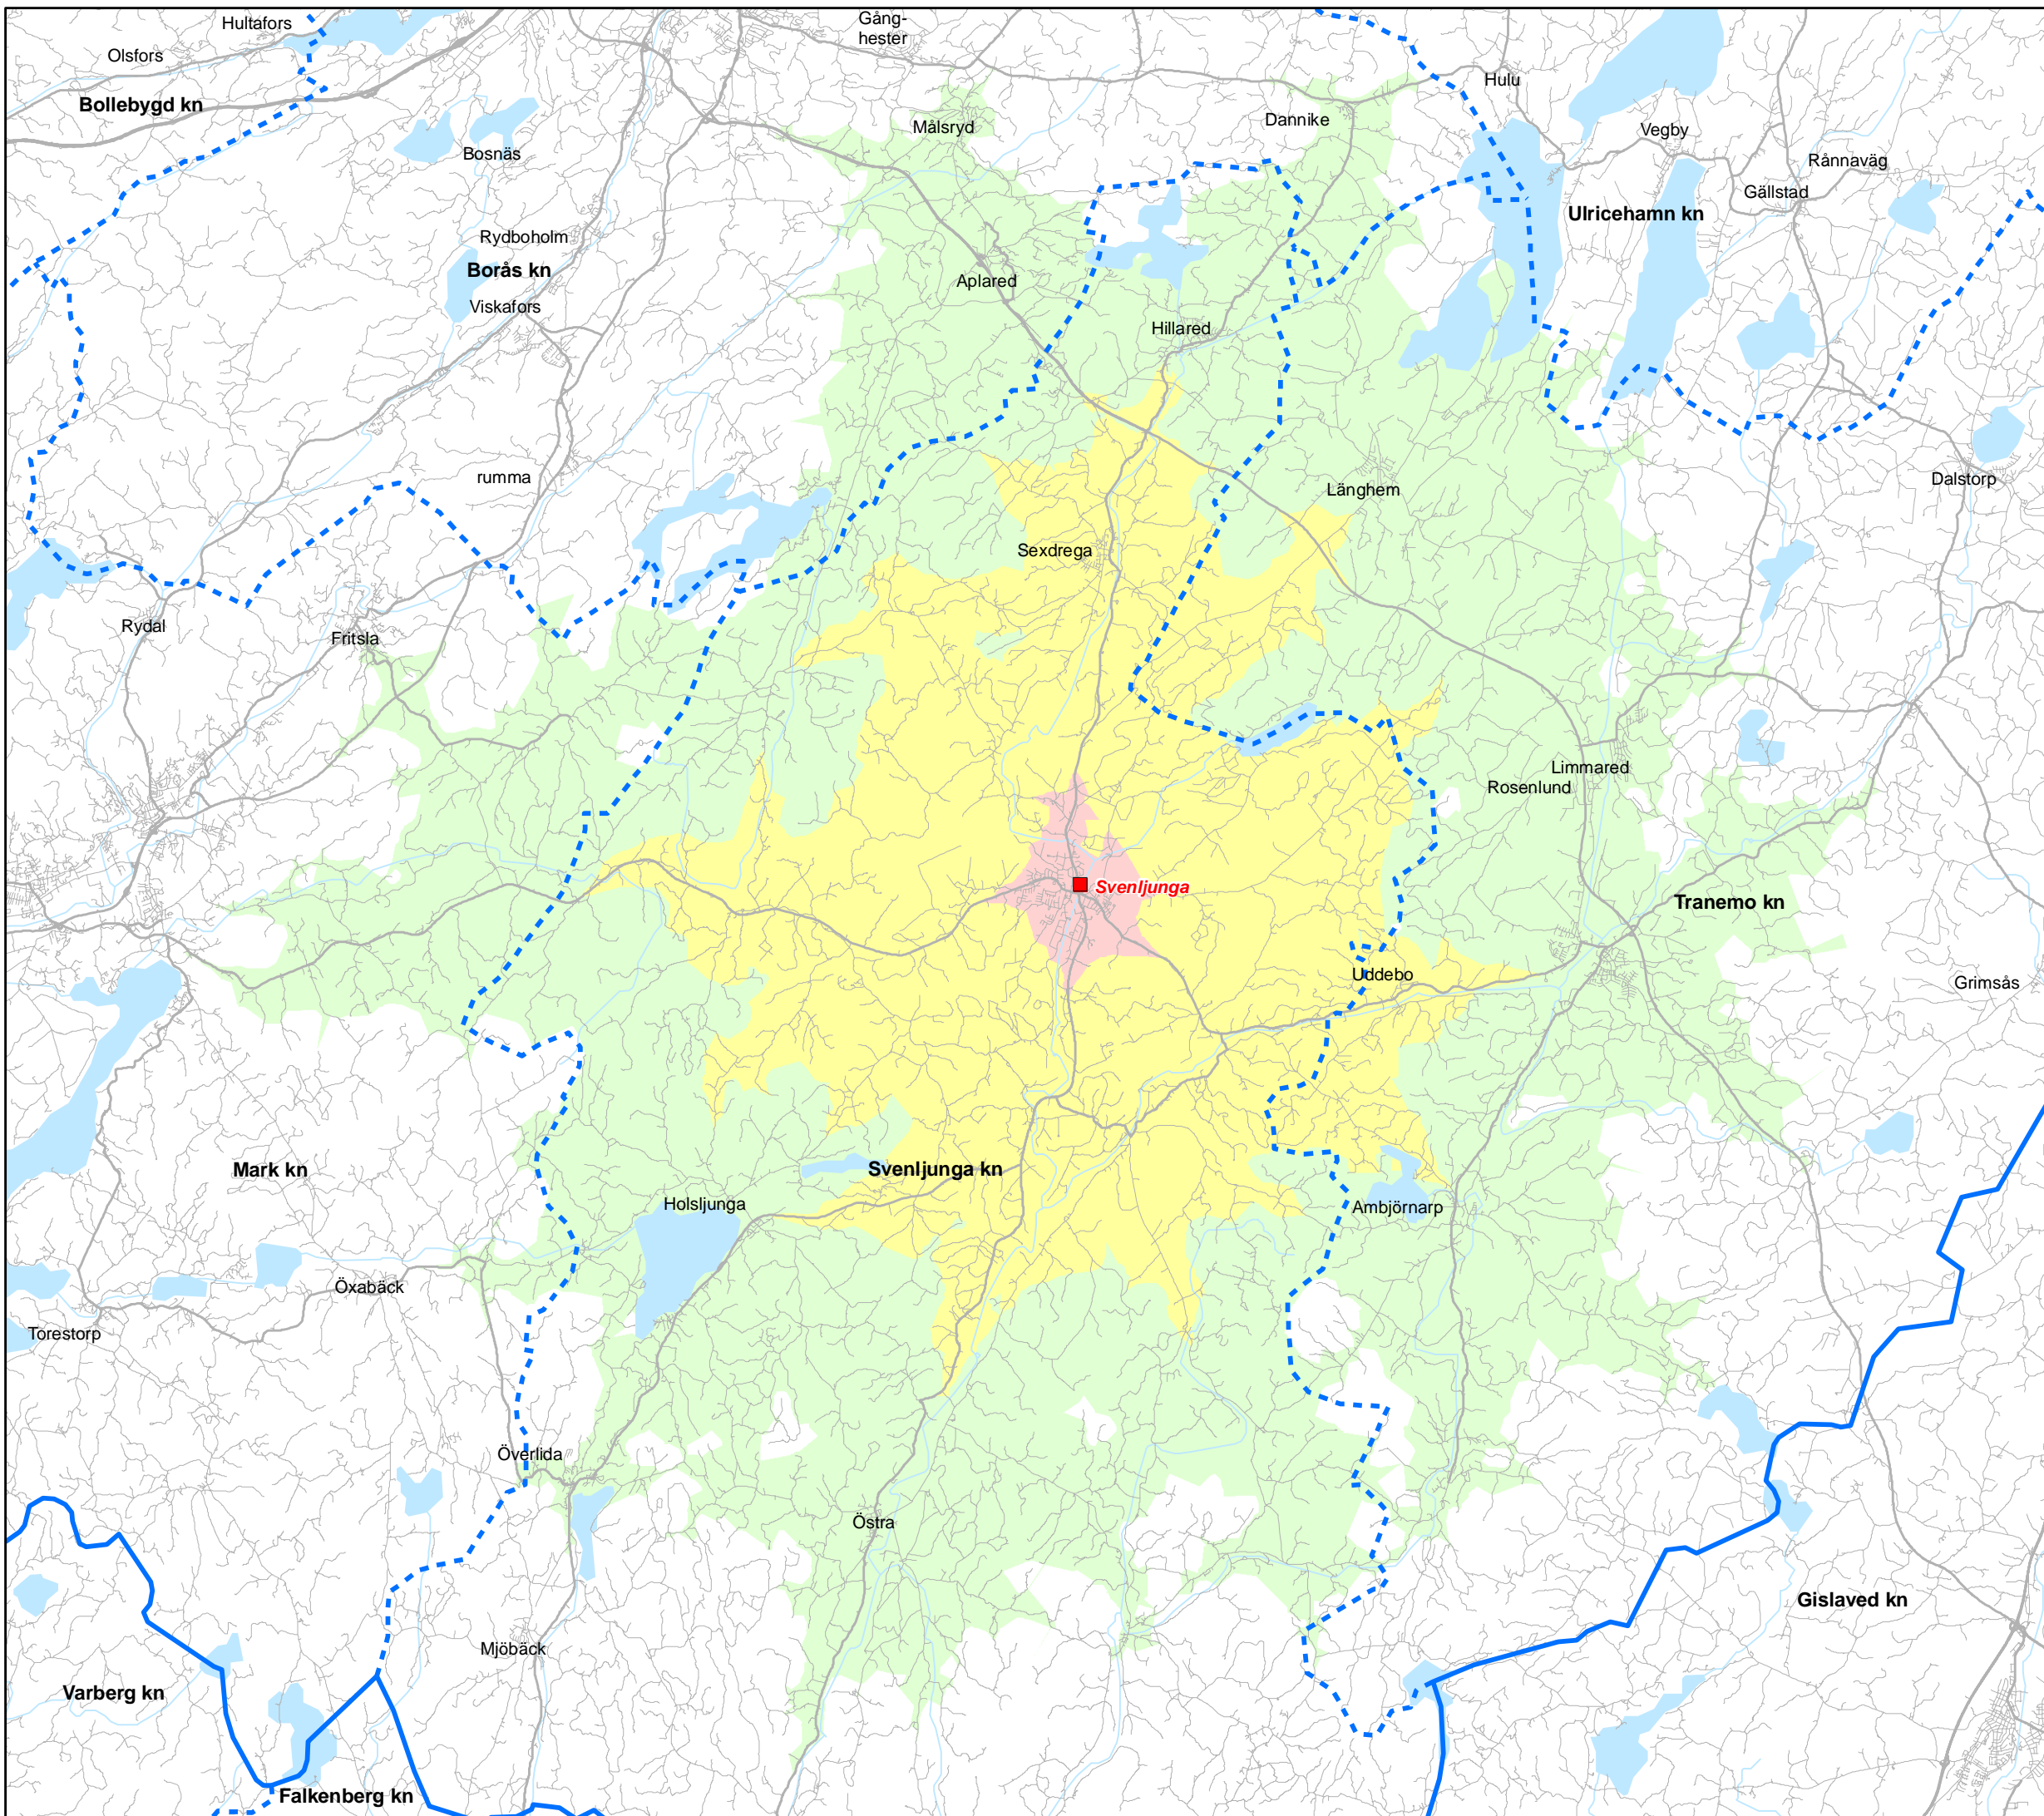 Gång-
hester
Hultafors
Olsfors
Hulu
Bollebygd kn
Dannike
Målsryd
Vegby
Bosnäs
Rånnaväg
Gällstad
Ulricehamn kn
Rydboholm
Borås kn
Aplared
Viskafors
Hillared
rumma
Dalstorp
Länghem
Sexdrega
Rydal
Fritsla
Limmared
Rosenlund
Svenljunga
Tranemo kn
Uddebo
Grimsås
Mark kn
Svenljunga kn
Holsljunga
Ambjörnarp
Öxabäck
Torestorp
Överlida
Östra
Gislaved kn
Mjöbäck
Varberg kn
Falkenberg kn